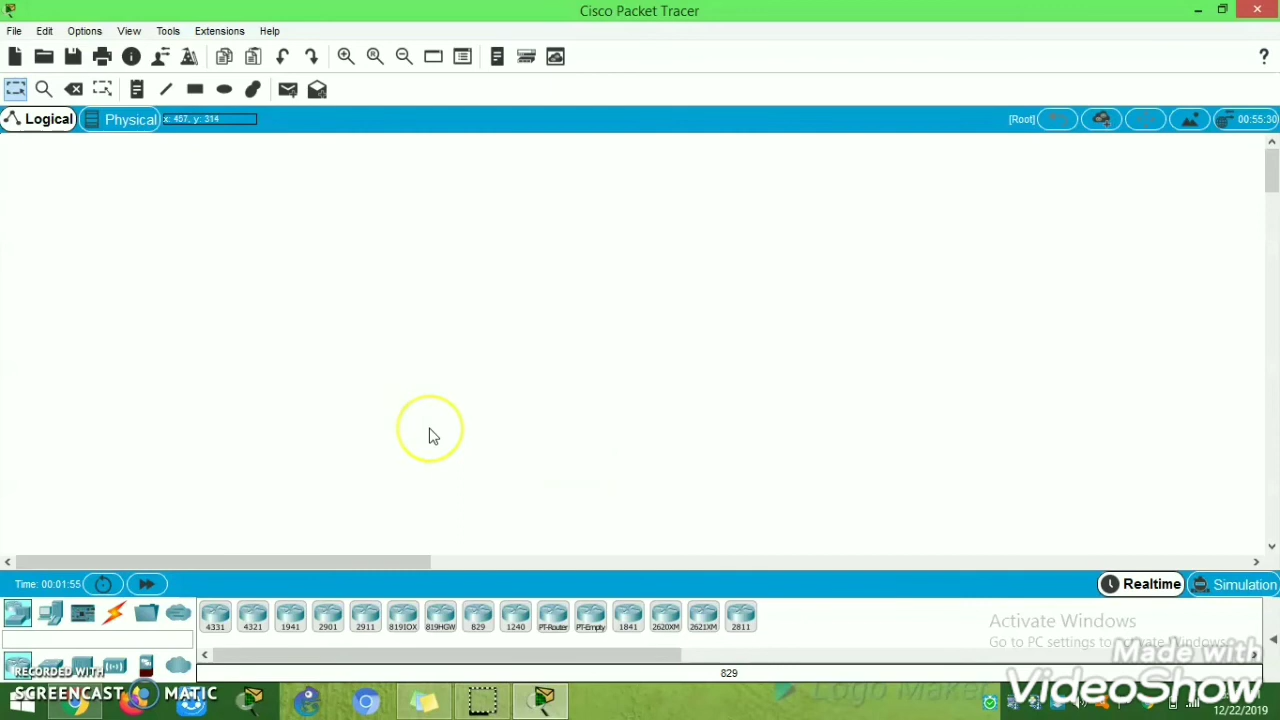 Cisco Packet Tracer
File Edit Options View Tools Extensions Help
?
Logical Physical x: 487, y: 314 [Root] 00:55:30
Time: 00:01:55 Realtime Simulation
4331 4321 1941 2901 2911 819IOX 819HGW 829 1240 PT-Router PT-Empty 1841 2620XM 2621XM 2811
Activate Windows
Go to PC settings to activate Windows.
829
RECORDED WITH
SCREENCAST MATIC
Made with
VideoShow
Logo Maker
12/22/2019